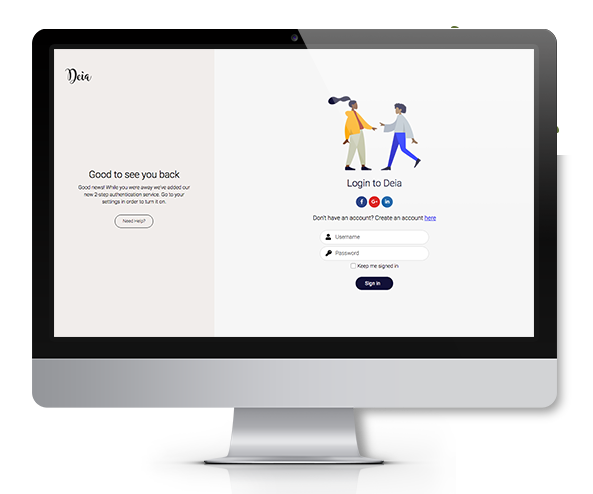 Deia
Good to see you back
Good news! While you were away we've added our
new 2-step authentication service. Go to your
settings in order to turn it on.
Need Help?
Login to Deia
f
G+
in
Don't have an account? Create an account here
Username
Password
Keep me signed in
Sign in